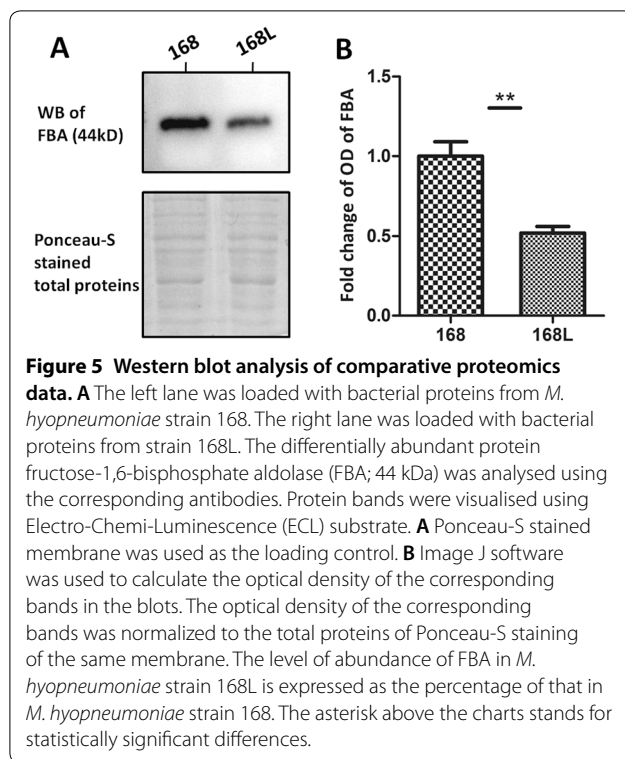 A
168
168L
WB of
FBA (44kD)
Ponceau-S
stained
total proteins
B
Fold change of OD of FBA
1.5
1.0
0.5
0.0
**
168
168L
Figure 5 Western blot analysis of comparative proteomics
data. A The left lane was loaded with bacterial proteins from M.
hyopneumoniae strain 168. The right lane was loaded with bacterial
proteins from strain 168L. The differentially abundant protein
fructose-1,6-bisphosphate aldolase (FBA; 44 kDa) was analysed using
the corresponding antibodies. Protein bands were visualised using
Electro-Chemi-Luminescence (ECL) substrate. A Ponceau-S stained
membrane was used as the loading control. B Image J software
was used to calculate the optical density of the corresponding
bands in the blots. The optical density of the corresponding
bands was normalized to the total proteins of Ponceau-S staining
of the same membrane. The level of abundance of FBA in M.
hyopneumoniae strain 168L is expressed as the percentage of that in
M. hyopneumoniae strain 168. The asterisk above the charts stands for
statistically significant differences.